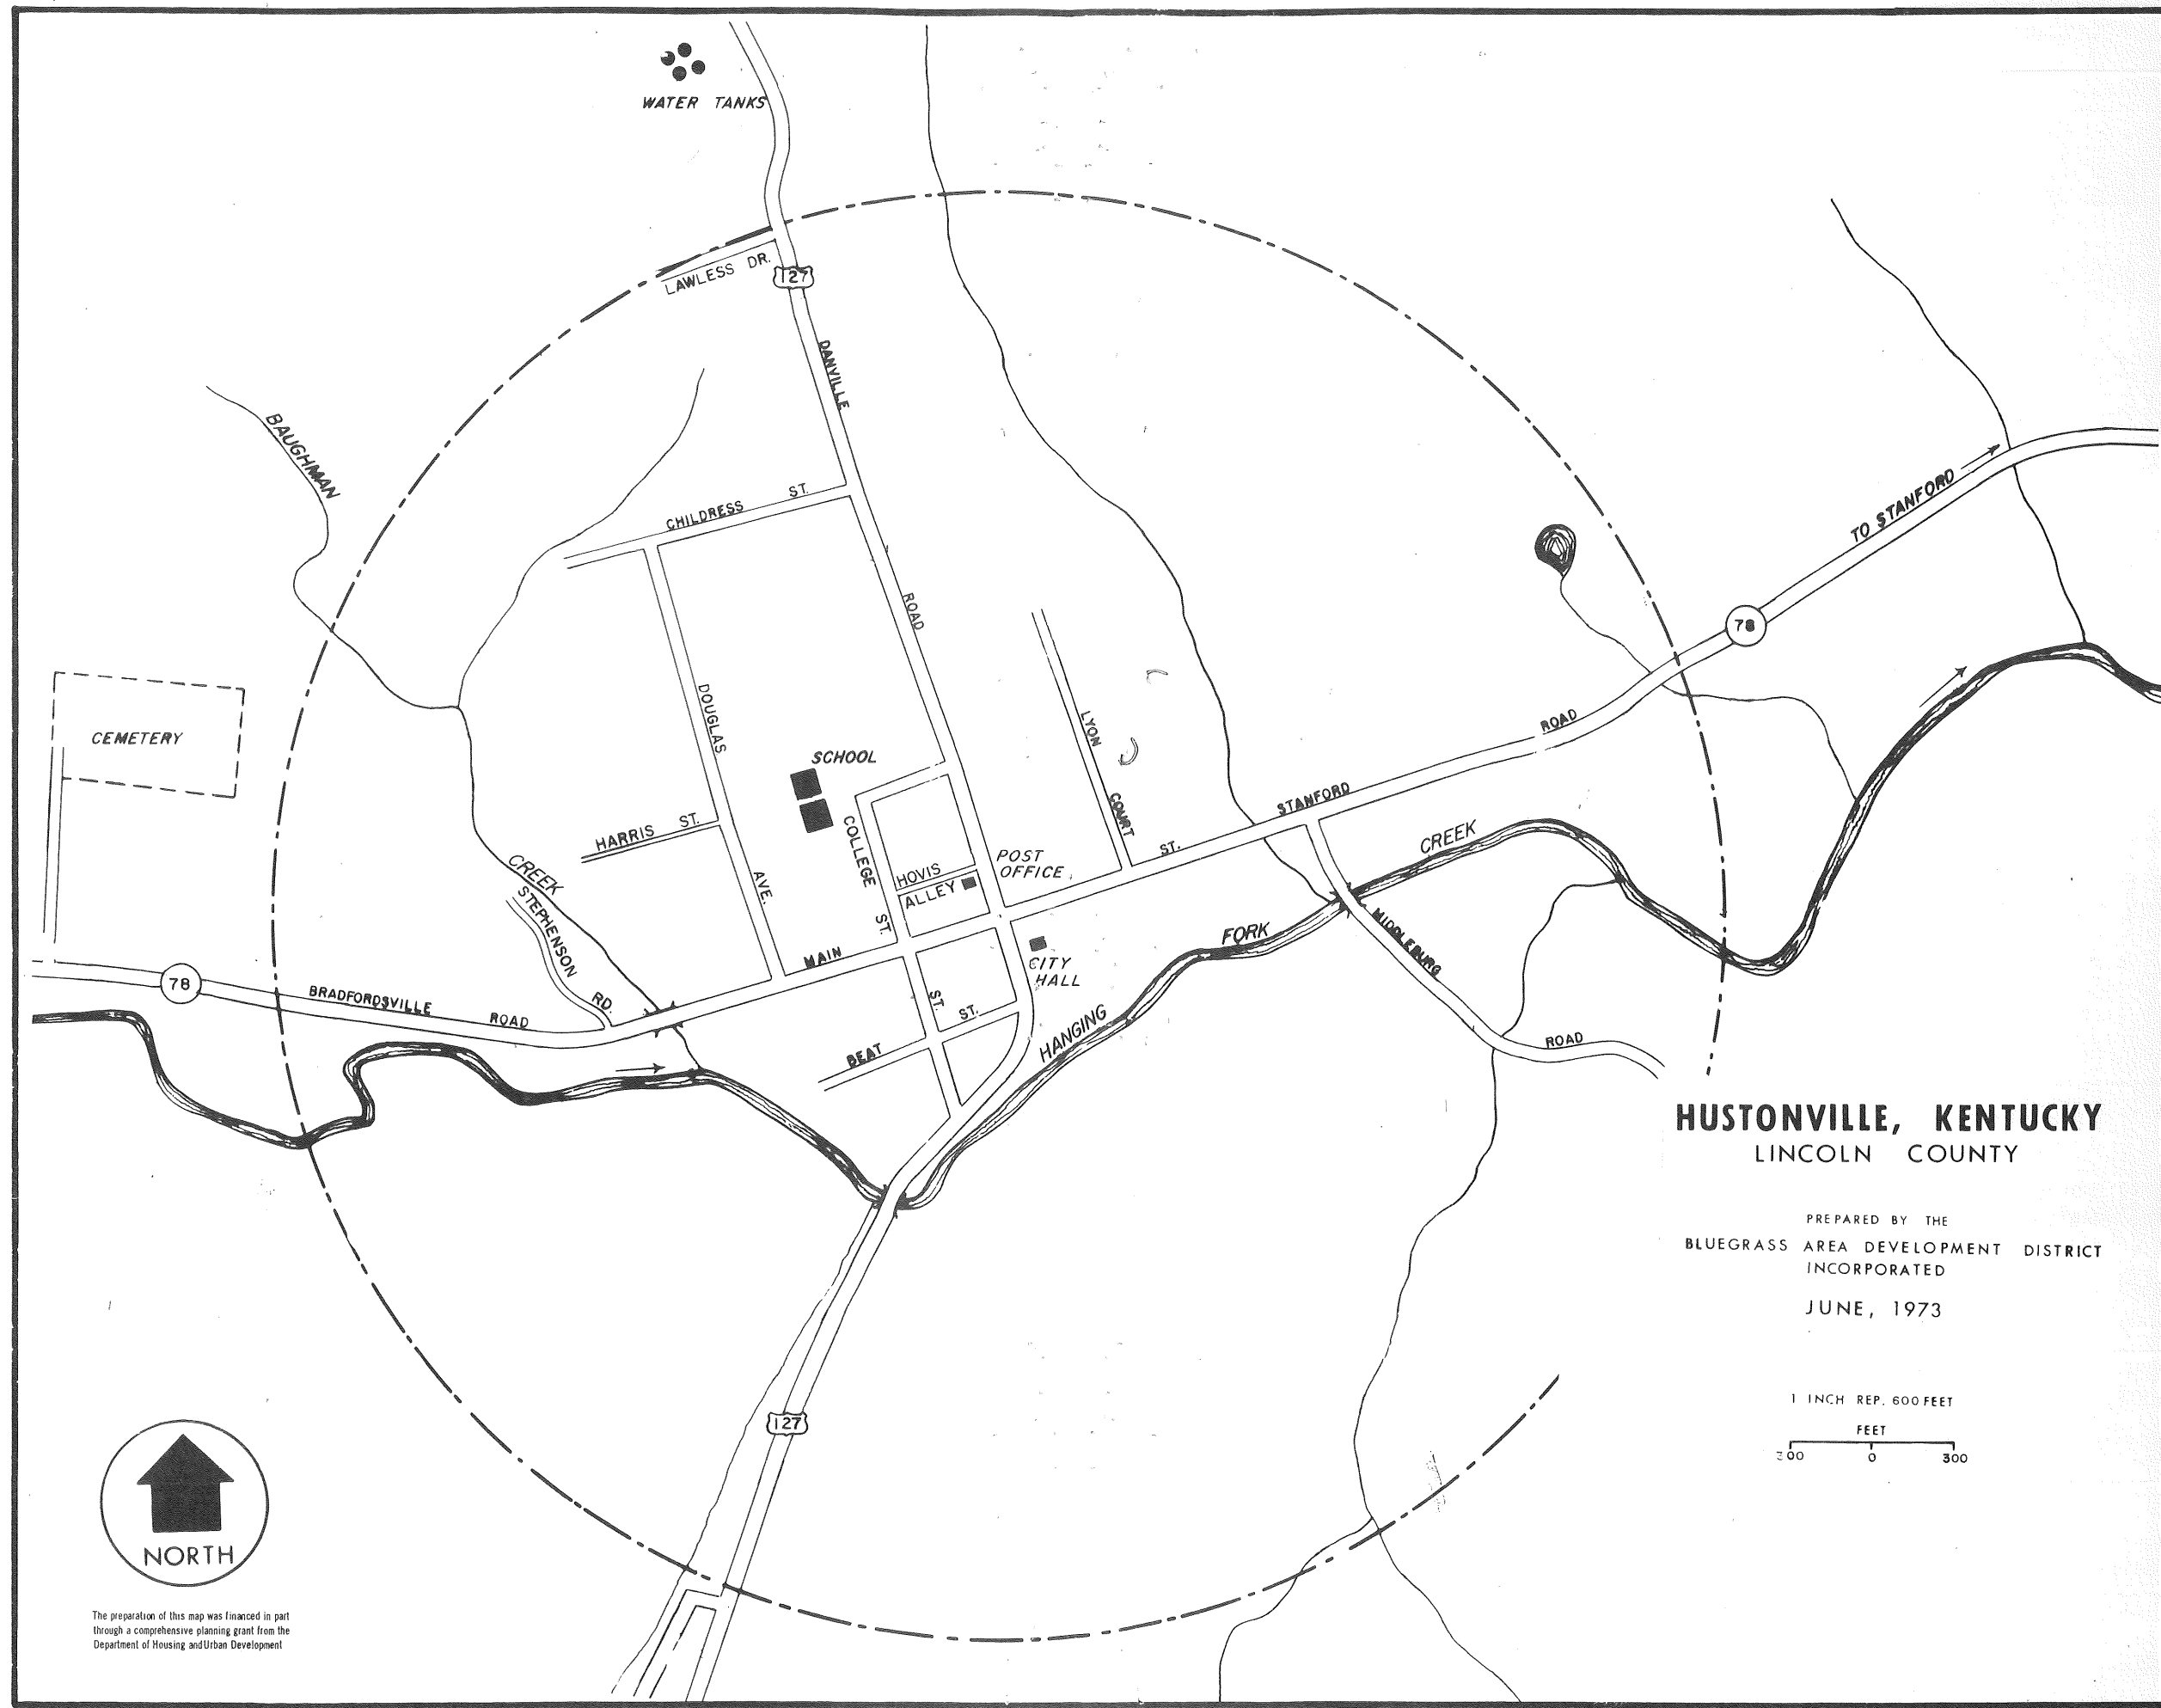 WATER TANKS
LAWLESS DR.
127
DANVILLE
BAUGHMAN
CHILDRESS ST.
TO STANFORD
78
ROAD
DOUGLAS
LYON
CEMETERY
SCHOOL
ROAD
STANFORD
COURT
HARRIS ST.
COLLEGE
CREEK
ST.
POST
OFFICE
HOVIS
ALLEY
CREEK
AVE.
STEPHENSON
ST.
MIDDLEBURG
FORK
MAIN
CITY
HALL
78
BRADFORDSVILLE ROAD
RD.
ST.
ST.
HANGING
BEAT
ROAD
HUSTONVILLE, KENTUCKY
LINCOLN COUNTY
PREPARED BY THE
BLUEGRASS AREA DEVELOPMENT DISTRICT
INCORPORATED
JUNE, 1973
1 INCH REP. 600 FEET
FEET
300 0 300
127
NORTH
The preparation of this map was financed in part
through a comprehensive planning grant from the
Department of Housing and Urban Development